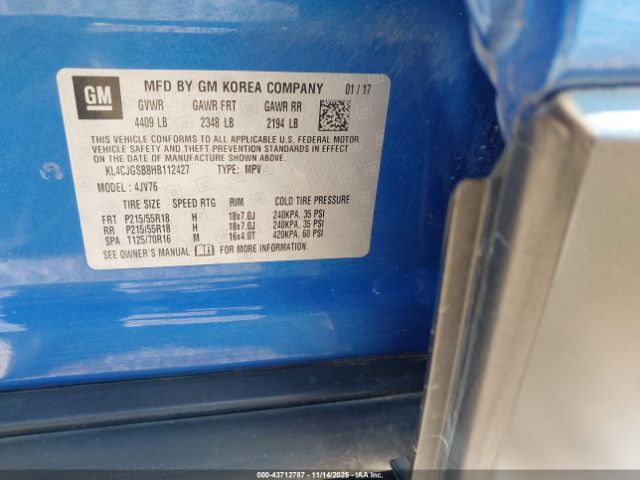 GM MFD BY GM KOREA COMPANY 01 / 17
GVWR GAWR FRT GAWR RR
4409 LB 2348 LB 2194 LB
THIS VEHICLE CONFORMS TO ALL APPLICABLE U.S. FEDERAL MOTOR
VEHICLE SAFETY AND THEFT PREVENTION STANDARDS IN EFFECT
ON THE DATE OF MANUFACTURE SHOWN ABOVE.
KL4CJGSB8HB112427 TYPE: MPV
MODEL : 4JV76
TIRE SIZE SPEED RTG RIM COLD TIRE PRESSURE
FRT P215/55R18 H 18x7.0J 240KPA, 35 PSI
RR P215/55R18 H 18x7.0J 240KPA, 35 PSI
SPA T125/70R16 M 16x4.0T 420KPA, 60 PSI
SEE OWNER'S MANUAL FOR MORE INFORMATION.
IAA 00-43712787 - 11/14/2025 - IAAI.COM